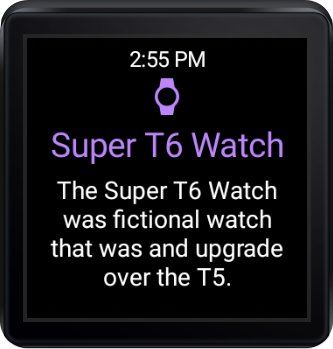 2:55 PM
Super T6 Watch
The Super T6 Watch
was fictional watch
that was and upgrade
over the T5.